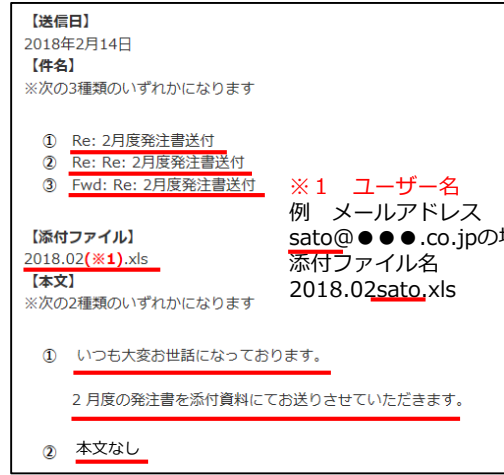 【送信日】
2018年2月14日
【件名】
※次の3種類のいずれかになります
① Re: 2月度発注書送付
② Re: Re: 2月度発注書送付
③ Fwd: Re: 2月度発注書送付
※１ ユーザー名
例 メールアドレス
sato@●●●.co.jpの
添付ファイル名
2018.02sato.xls
【添付ファイル】
2018.02(※1).xls
【本文】
※次の2種類のいずれかになります
① いつも大変お世話になっております。
２月度の発注書を添付資料にてお送りさせていただきます。
② 本文なし